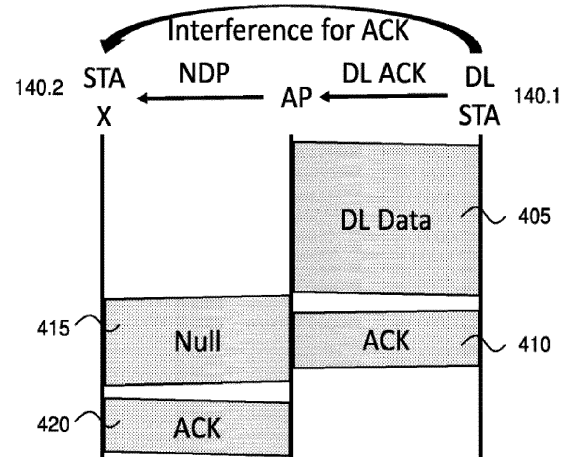 Interference for ACK
140.2 STA X NDP AP DL ACK DL STA 140.1
DL Data 405
415 Null ACK 410
420 ACK